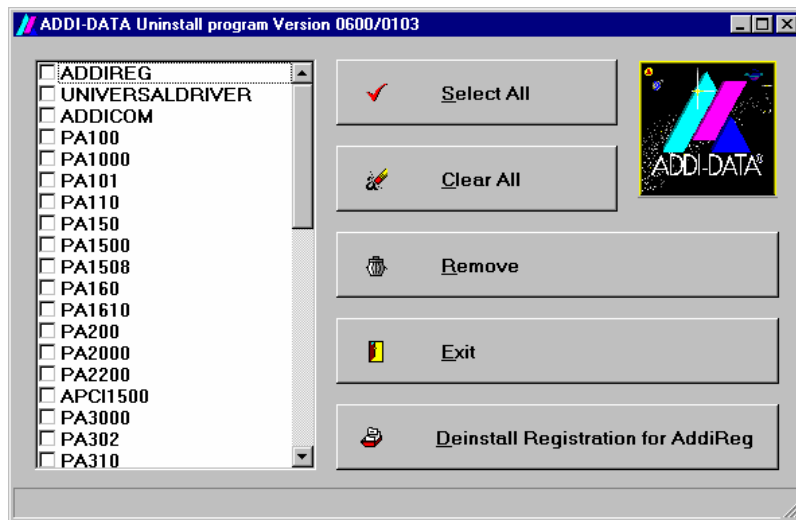 ADDI-DATA Uninstall program Version 0600/0103
ADDIREG
UNIVERSALDRIVER
ADDICOM
PA100
PA1000
PA101
PA110
PA150
PA1500
PA1508
PA160
PA1610
PA200
PA2000
PA2200
APCI1500
PA3000
PA302
PA310
Select All
Clear All
Remove
Exit
Deinstall Registration for AddiReg
ADDI-DATA®